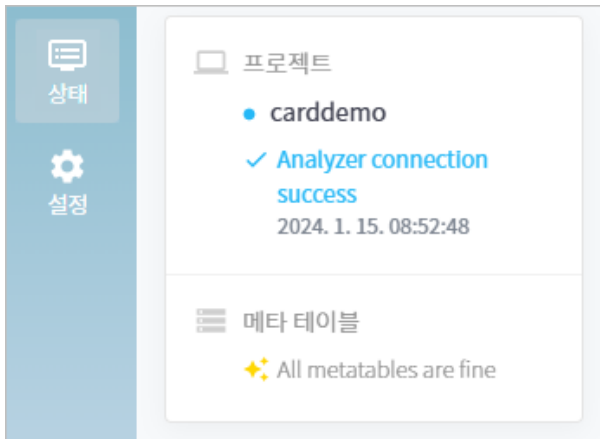 상태
설정
프로젝트
carddemo
Analyzer connection
success
2024. 1. 15. 08:52:48
메타 테이블
All metatables are fine